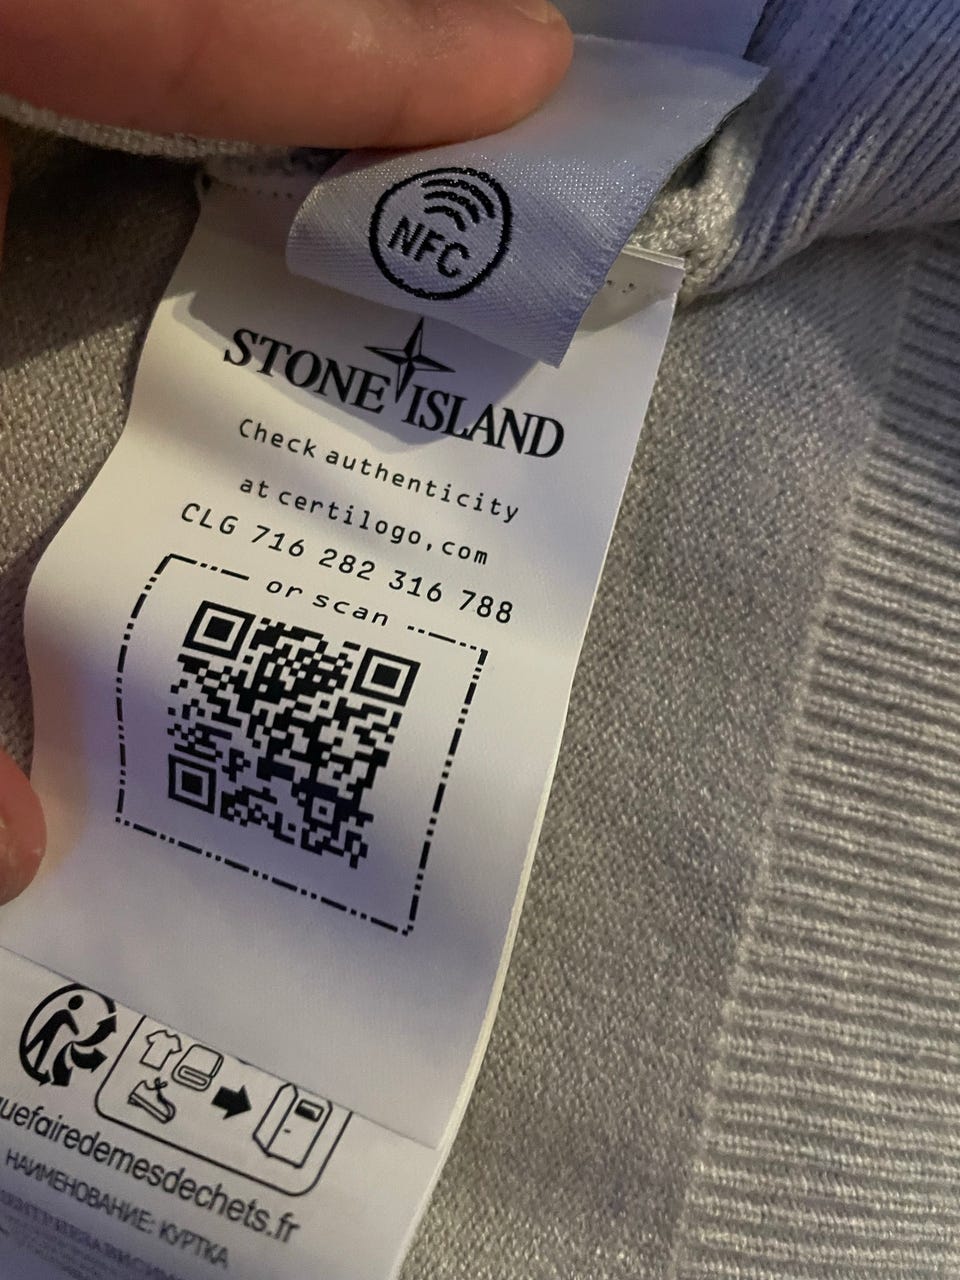 NFC
STONE ISLAND
Check authenticity
at certilogo,com
CLG 716 282 316 788
or scan
uefairedemesdechets.fr
НАИМЕНОВАНИЕ: КУРТКА